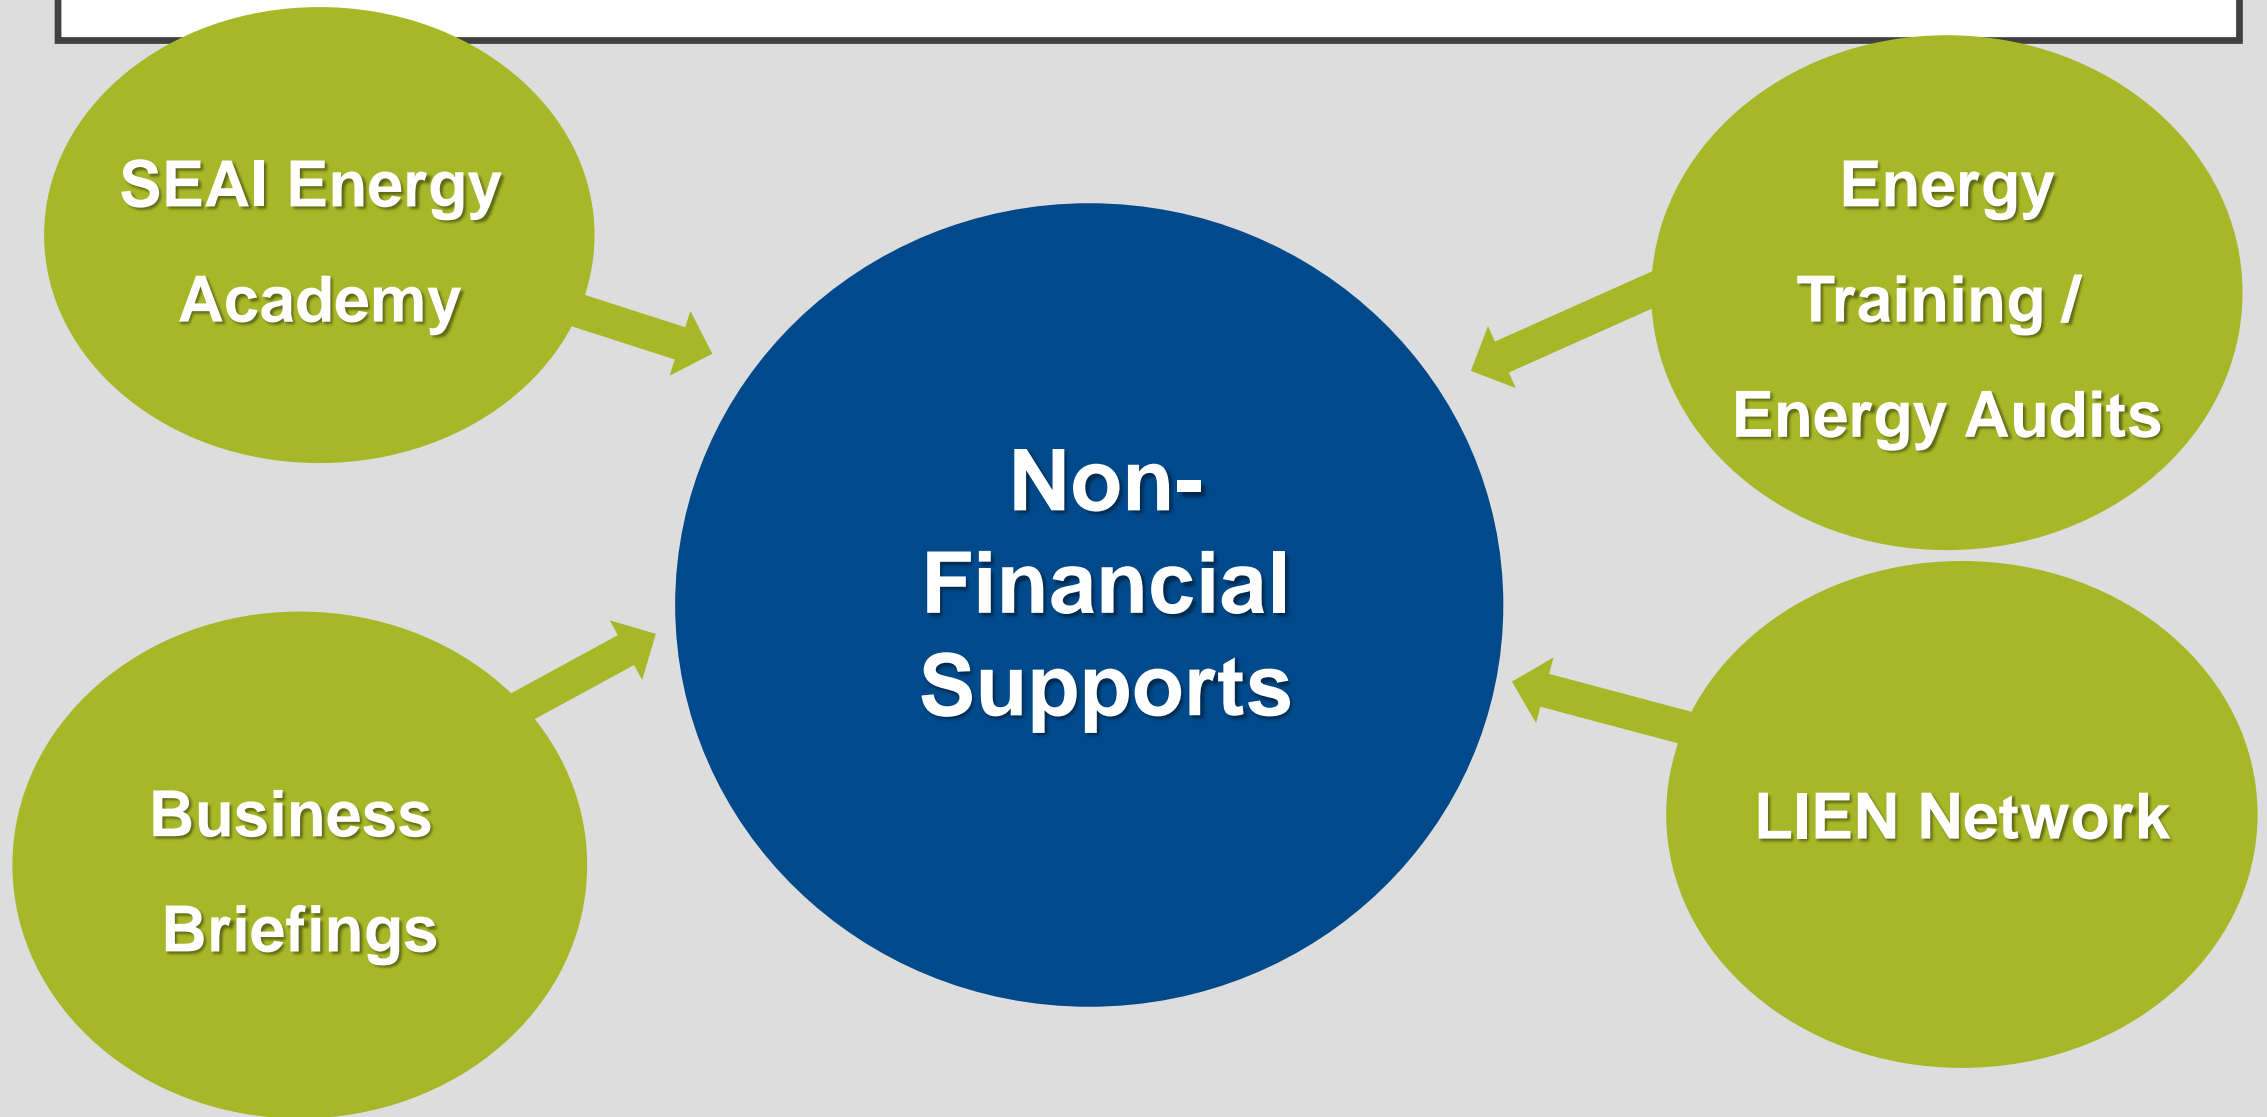 SEAI Energy
Academy
Energy
Training /
Energy Audits
Non-
Financial
Supports
Business
Briefings
LIEN Network